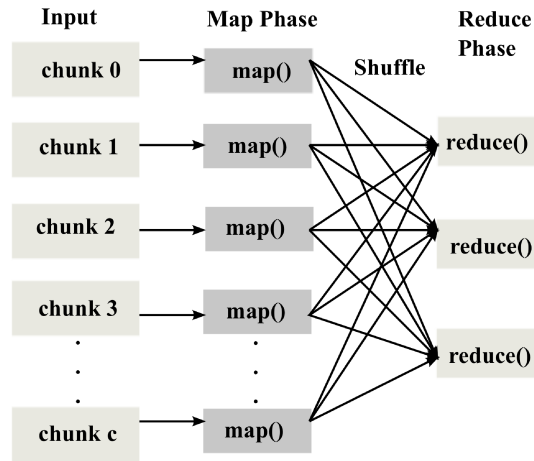 Input
Map Phase
Reduce
Phase
Shuffle
chunk 0
map()
chunk 1
map()
reduce()
chunk 2
map()
reduce()
chunk 3
map()
reduce()
chunk c
map()